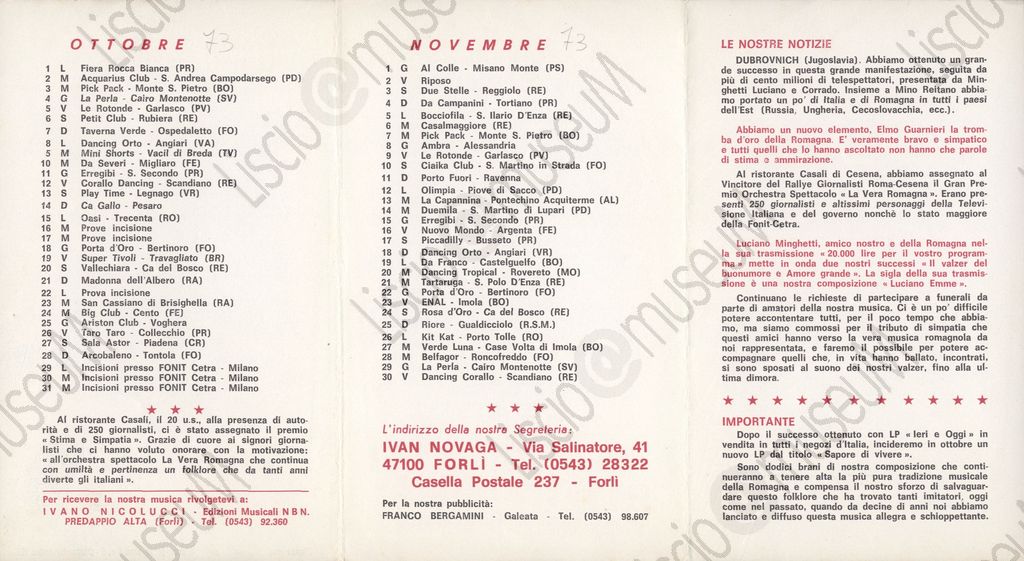 OTTOBRE 73
1 L Fiera Rocca Bianca (PR)
2 M Acquarius Club - S. Andrea Campodarsego (PD)
3 M Pick Pack - Monte S. Pietro (BO)
4 G La Perla - Cairo Montenotte (SV)
5 V Le Rotonde - Garlasco (PV)
6 S Petit Club - Rubiera (RE)
7 D Taverna Verde - Ospedaletto (FO)
8 L Dancing Orto - Angiari (VA)
5 M Mini Shorts - Vacil di Breda (TV)
10 M Da Severi - Migliaro (FE)
11 G Erregibi - S. Secondo (PR)
12 V Corallo Dancing - Scandiano (RE)
13 S Play Time - Legnago (VR)
14 D Ca Gallo - Pesaro
15 L Oasi - Trecenta (RO)
16 M Prove incisione
17 M Prove incisione
18 G Porta d'Oro - Bertinoro (FO)
19 V Super Tivoli - Travagliato (BR)
20 S Vallechiara - Ca del Bosco (RE)
21 D Madonna dell'Albero (RA)
22 L Prova incisione
23 M San Cassiano di Brisighella (RA)
24 M Big Club - Cento (FE)
25 G Ariston Club - Voghera
26 V Taro Taro - Collecchio (PR)
27 S Sala Astor - Piadena (CR)
28 D Arcobaleno - Tontola (FO)
29 L Incisioni presso FONIT Cetra - Milano
30 M Incisioni presso FONIT Cetra - Milano
31 M Incisioni presso FONIT Cetra - Milano
★ ★ ★
Al ristorante Casali, il 20 u.s., alla presenza di auto-
rità e di 250 giornalisti, ci è stato assegnato il premio
« Stima e Simpatia ». Grazie di cuore ai signori giorna-
listi che ci hanno voluto onorare con la motivazione:
« all'orchestra spettacolo La Vera Romagna che continua
con umiltà e pertinenza un folklore che da tanti anni
diverte gli italiani ».
Per ricevere la nostra musica rivolgetevi a:
IVANO NICOLUCCI - Edizioni Musicali NBN.
PREDAPPIO ALTA (Forlì) - Tel. (0543) 92.360
NOVEMBRE 73
1 G Al Colle - Misano Monte (PS)
2 V Riposo
3 S Due Stelle - Reggiolo (RE)
4 D Da Campanini - Tortiano (PR)
5 L Bocciofila - S. Ilario D'Enza (RE)
6 M Casalmaggiore (RE)
7 M Pick Pack - Monte S. Pietro (BO)
8 G Ambra - Alessandria
9 V Le Rotonde - Garlasco (PV)
10 S Ciaika Club - S. Martino in Strada (FO)
11 D Porto Fuori - Ravenna
12 L Olimpia - Piove di Sacco (PD)
13 M La Capannina - Pontechino Acquiterme (AL)
14 M Duemila - S. Martino di Lupari (PD)
15 G Erregibi - S. Secondo (PR)
16 V Nuovo Mondo - Argenta (FE)
17 S Piccadilly - Busseto (PR)
18 D Dancing Orto - Angiari (VR)
19 L Da Franco - Castelguelfo (BO)
20 M Dancing Tropical - Rovereto (MO)
21 M Tartaruga - S. Polo D'Enza (RE)
22 G Porta d'Oro - Bertinoro (FO)
23 V ENAL - Imola (BO)
24 S Rosa d'Oro - Ca del Bosco (RE)
25 D Riore - Gualdicciolo (R.S.M.)
26 L Kit Kat - Porto Tolle (RO)
27 M Verde Luna - Case Volta di Imola (BO)
28 M Belfagor - Roncofreddo (FO)
29 G La Perla - Cairo Montenotte (SV)
30 V Dancing Corallo - Scandiano (RE)
★ ★ ★
L'indirizzo della nostra Segreteria:
IVAN NOVAGA - Via Salinatore, 41
47100 FORLÌ - Tel. (0543) 28322
Casella Postale 237 - Forlì
Per la nostra pubblicità:
FRANCO BERGAMINI - Galeata - Tel. (0543) 98.607
LE NOSTRE NOTIZIE
DUBROVNICH (Jugoslavia). Abbiamo ottenuto un gran-
de successo in questa grande manifestazione, seguita da
più di cento milioni di telespettatori, presentata da Min-
ghetti Luciano e Corrado. Insieme a Mino Reitano abbia-
mo portato un po' di Italia e di Romagna in tutti i paesi
dell'Est (Russia, Ungheria, Cecoslovacchia, ecc.).
Abbiamo un nuovo elemento, Elmo Guarnieri la trom-
ba d'oro della Romagna. E' veramente bravo e simpatico
e tutti quelli che lo hanno ascoltato non hanno che parole
di stima e ammirazione.
Al ristorante Casali di Cesena, abbiamo assegnato al
Vincitore del Rallye Giornalisti Roma-Cesena il Gran Pre-
mio Orchestra Spettacolo « La Vera Romagna ». Erano pre-
senti 250 giornalisti e altissimi personaggi della Televi-
sione Italiana e del governo nonchè lo stato maggiore
della Fonit-Cetra.
Luciano Minghetti, amico nostro e della Romagna nel-
la sua trasmissione « 20.000 lire per il vostro program-
ma » mette in onda due nostri successi « Il valzer del
buonumore e Amore grande ». La sigla della sua trasmis-
sione è una nostra composizione « Luciano Emme ».
Continuano le richieste di partecipare a funerali da
parte di amatori della nostra musica. Ci è un po' difficile
potere accontentare tutti, per il poco tempo che abbia-
mo, ma siamo commossi per il tributo di simpatia che
questi amici hanno verso la vera musica romagnola da
noi rappresentata, e faremo il possibile per potere ac-
compagnare quelli che, in vita hanno ballato, incontrati,
si sono sposati al suono dei nostri valzer, fino alla ul-
tima dimora.
★ ★ ★ ★ ★ ★ ★ ★ ★ ★ ★ ★
IMPORTANTE
Dopo il successo ottenuto con LP « Ieri e Oggi » in
vendita in tutti i negozi d'Italia, incideremo in ottobre un
nuovo LP dal titolo « Sapore di vivere ».
Sono dodici brani di nostra composizione che conti-
nueranno a tenere alta la più pura tradizione musicale
della Romagna e compensa il nostro sforzo di salvaguar-
dare questo folklore che ha trovato tanti imitatori, oggi
come nel passato, quando da decine di anni noi abbiamo
lanciato e diffuso questa musica allegra e schioppettante.
Liscio@museuM